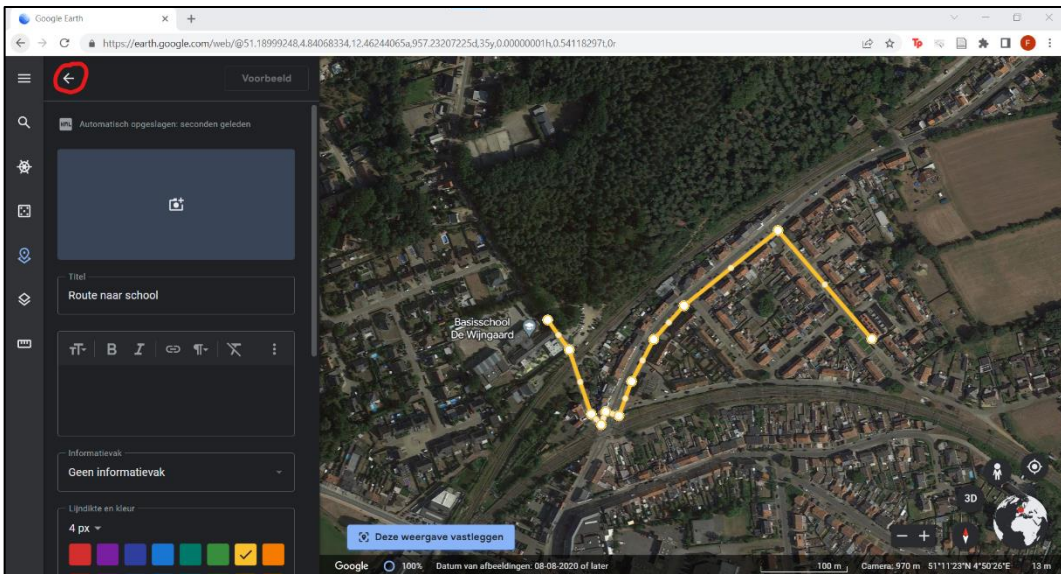 Google Earth
https://earth.google.com/web/@51.18999248,4.84068334,12.46244065a,957.23207225d,35y,0.00000001h,0.54118297t,0r
Voorbeeld
Automatisch opgeslagen: seconden geleden
Titel
Route naar school
B I
Informatievak
Geen informatievak
Lijndikte en kleur
4 px
Basisschool
De Wijngaard
3D
Deze weergave vastleggen
Google 100% Datum van afbeeldingen: 08-08-2020 of later 100 m Camera: 970 m 51°11'23"N 4°50'26"E 13 m